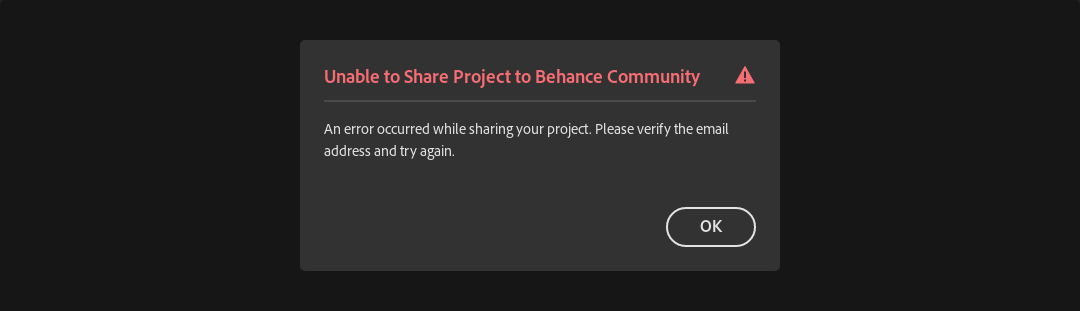 Unable to Share Project to Behance Community
An error occurred while sharing your project. Please verify the email
address and try again.
OK